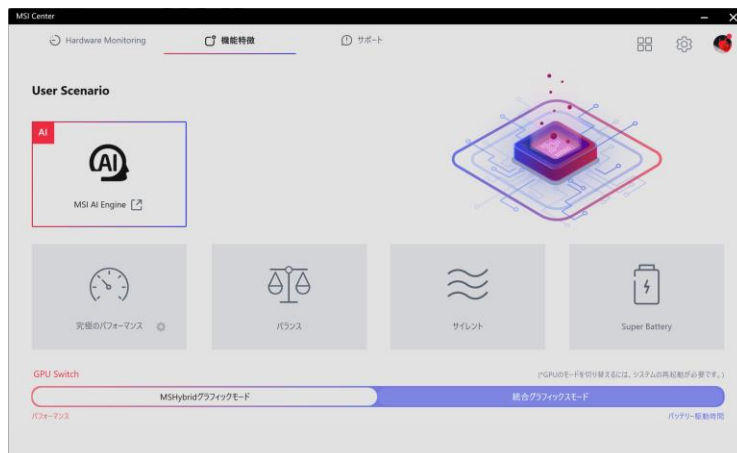 MSI Center
Hardware Monitoring
機能特徴
サポート
User Scenario
AI
AI
MSI AI Engine
究極のパフォーマンス
バランス
サイレント
Super Battery
GPU Switch
(*GPUのモードを切り替えるには、システムの再起動が必要です。)
MSHybridグラフィックモード
統合グラフィックスモード
パフォーマンス
バッテリー駆動時間